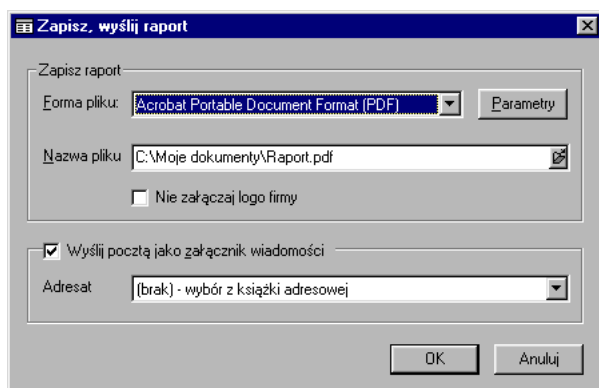 Zapisz, wyślij raport
Zapisz raport
Forma pliku: Acrobat Portable Document Format (PDF) Parametry
Nazwa pliku C:\Moje dokumenty\Raport.pdf
Nie załączaj logo firmy
Wyślij pocztą jako załącznik wiadomości
Adresat (brak) - wybór z książki adresowej
OK Anuluj